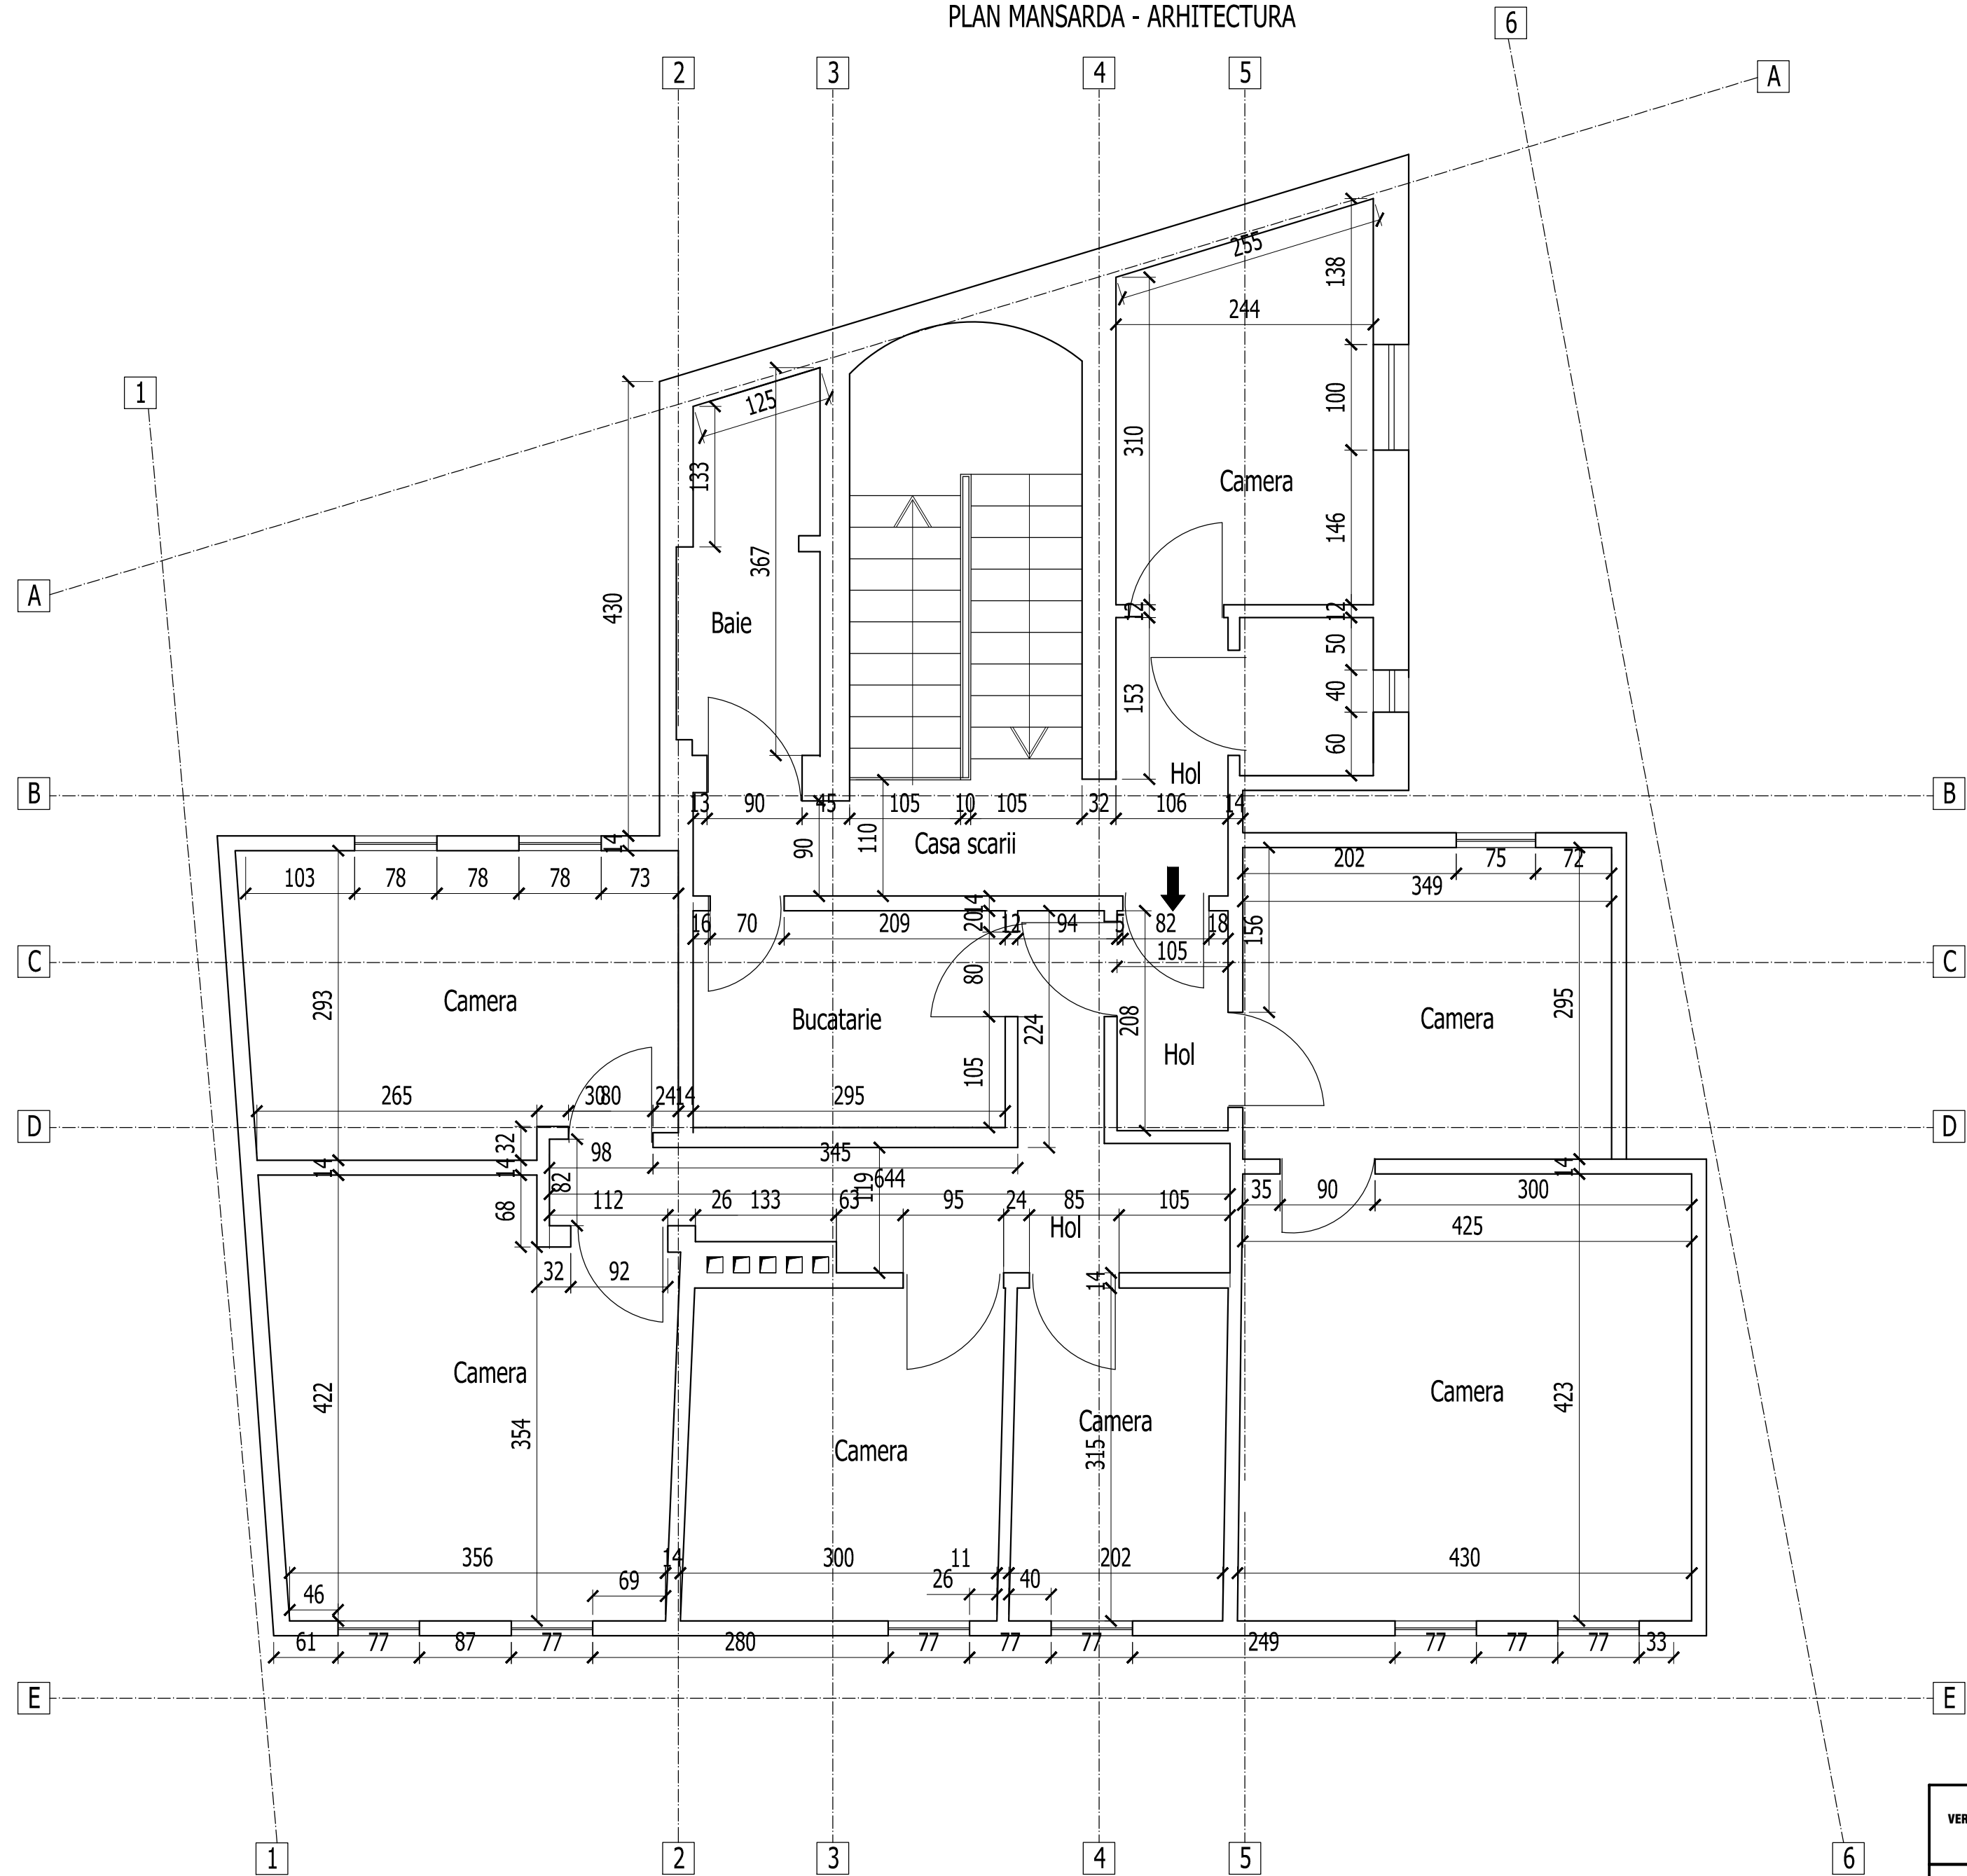 PLAN MANSARDA - ARHITECTURA
6
2 3 4 5
A
255
138
244
1
125
310
100
133
Camera
367
146
A
430
Baie
12 12
50
153
40
60
Hol
B B
13 90 45 105 10 105 32 106 14
90 110
Casa scarii
14
103 78 78 78 73
202 75 72
349
14
20
16 70 209 12 94 5 82 18
156
105
C C
80
293
Camera
Bucatarie
224
208
295
Camera
Hol
105
265 30 80 24 14 295
D D
32
98 345
14 14 14
82
119
644
68
112 26 133 63 95 24 85 105
35 90 300
Hol
425
32 92
14
Camera
422
354
Camera
423
Camera
315
Camera
356 14 300 11 202 430
46 69 26 40
61 77 87 77 280 77 77 77 249 77 77 77 33
E E
VER
1 2 3 4 5 6